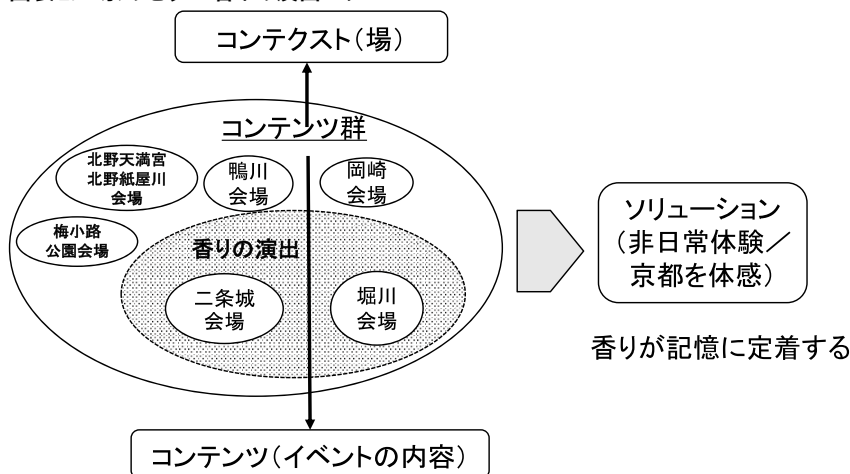 コンテクスト(場)
コンテンツ群
北野天満宮
北野紙屋川
会場
鴨川
会場
岡崎
会場
梅小路
公園会場
香りの演出
二条城
会場
堀川
会場
ソリューション
(非日常体験/
京都を体感)
香りが記憶に定着する
コンテンツ(イベントの内容)